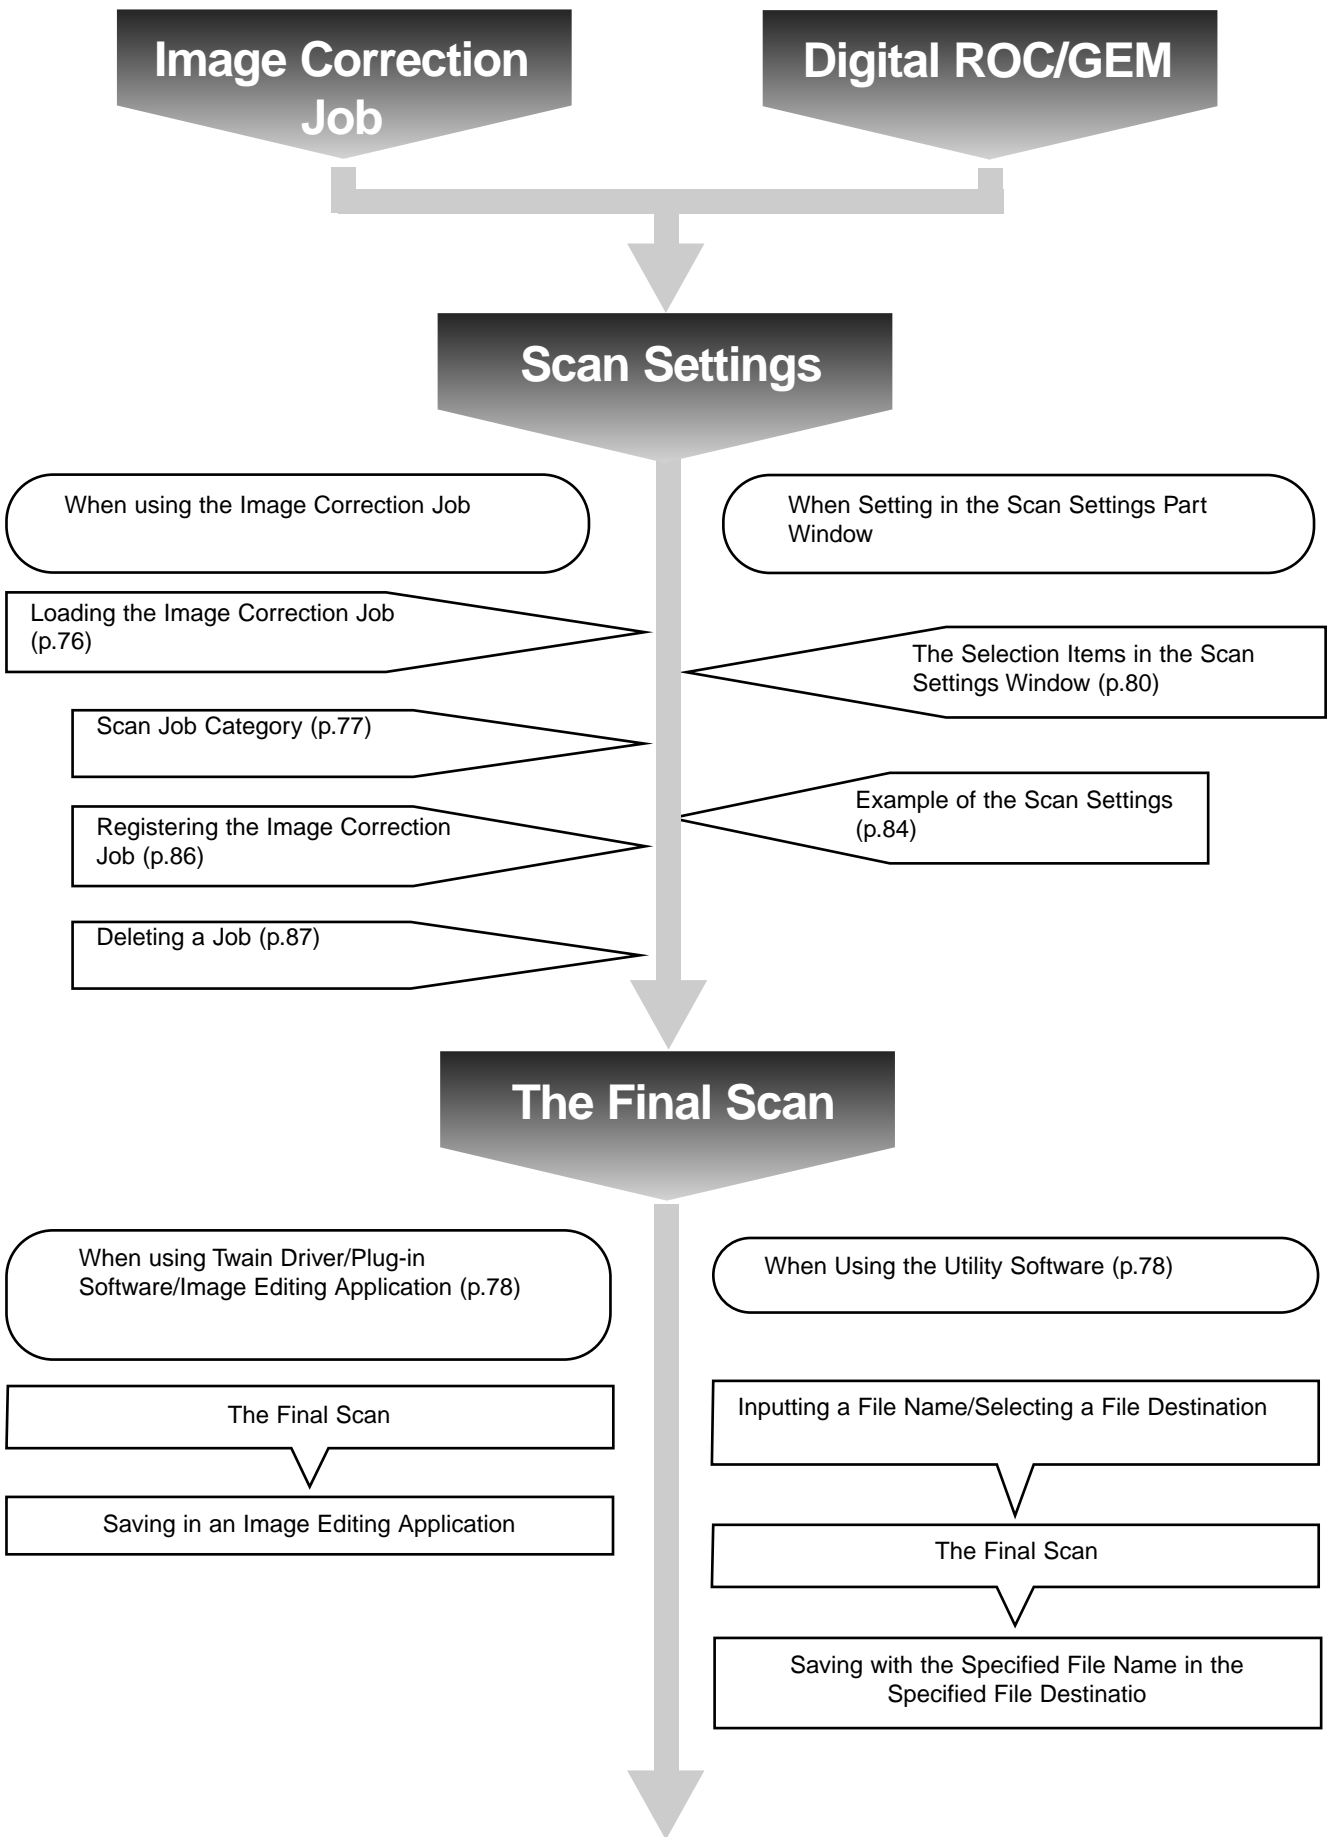 Image Correction
Job
Digital ROC/GEM
Scan Settings
When using the Image Correction Job
When Setting in the Scan Settings Part
Window
Loading the Image Correction Job
(p.76)
The Selection Items in the Scan
Settings Window (p.80)
Scan Job Category (p.77)
Example of the Scan Settings
(p.84)
Registering the Image Correction
Job (p.86)
Deleting a Job (p.87)
The Final Scan
When using Twain Driver/Plug-in
Software/Image Editing Application (p.78)
When Using the Utility Software (p.78)
The Final Scan
Saving in an Image Editing Application
Inputting a File Name/Selecting a File Destination
The Final Scan
Saving with the Specified File Name in the
Specified File Destinatio